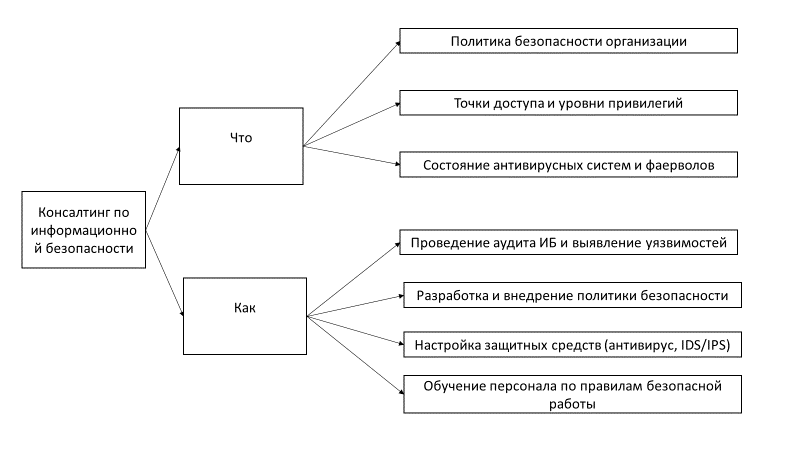 Консалтинг по
информационно
й безопасности
Что
Политика безопасности организации
Точки доступа и уровни привилегий
Состояние антивирусных систем и фаерволов
Как
Проведение аудита ИБ и выявление уязвимостей
Разработка и внедрение политики безопасности
Настройка защитных средств (антивирус, IDS/IPS)
Обучение персонала по правилам безопасной
работы